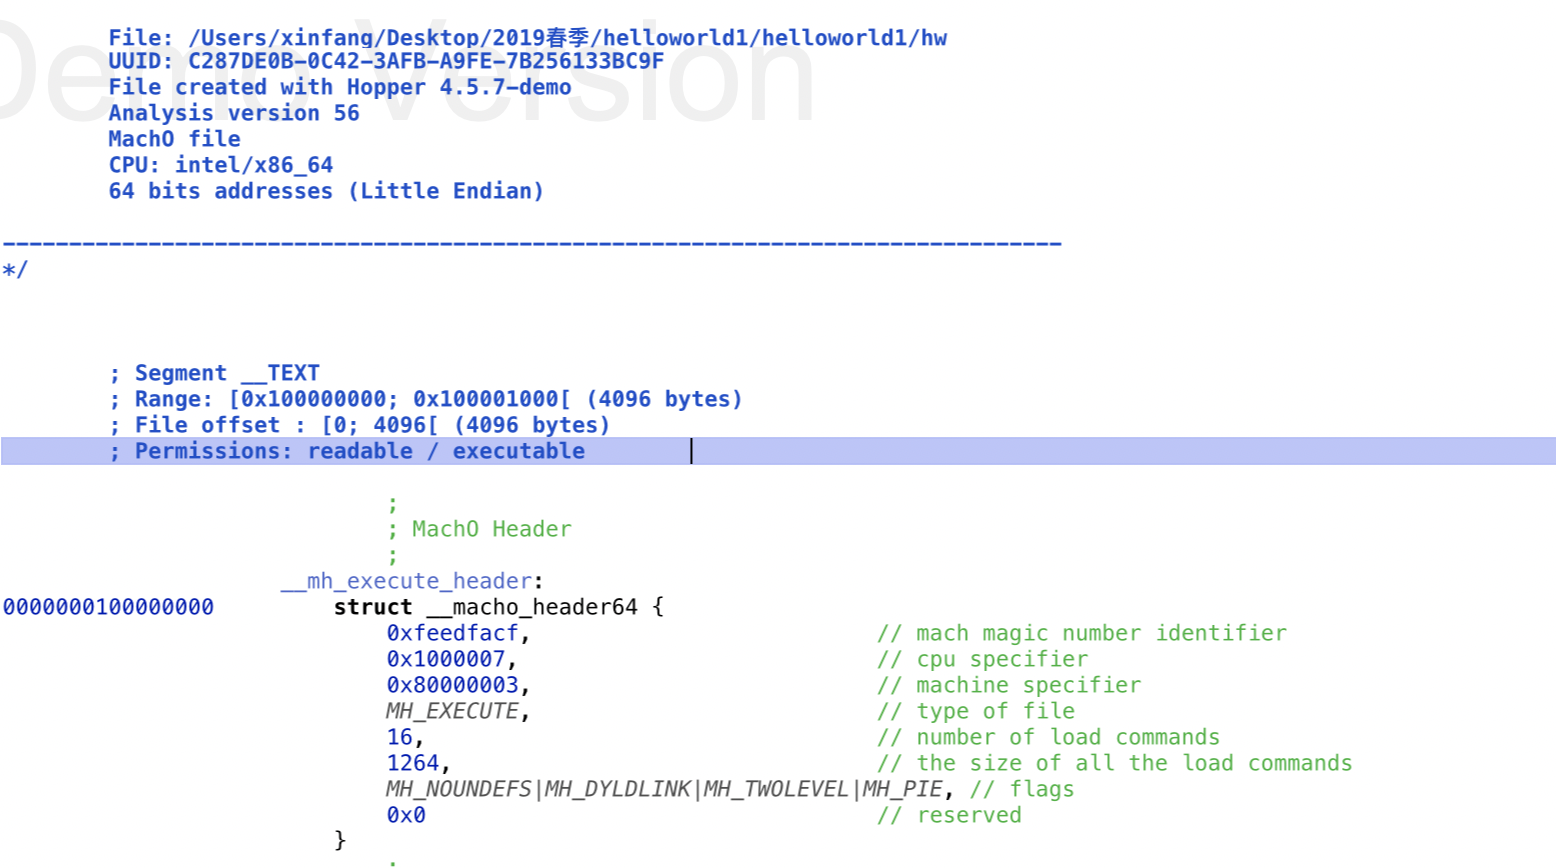 Demo Version
File: /Users/xinfang/Desktop/2019春季/helloworld1/helloworld1/hw
UUID: C287DE0B-0C42-3AFB-A9FE-7B256133BC9F
File created with Hopper 4.5.7-demo
Analysis version 56
MachO file
CPU: intel/x86_64
64 bits addresses (Little Endian)
--------------------------------------------------------------------------------
*/
; Segment __TEXT
; Range: [0x100000000; 0x100001000[ (4096 bytes)
; File offset : [0; 4096[ (4096 bytes)
; Permissions: readable / executable
;
; MachO Header
;
__mh_execute_header:
0000000100000000 struct __macho_header64 {
0xfeedfacf, // mach magic number identifier
0x1000007, // cpu specifier
0x80000003, // machine specifier
MH_EXECUTE, // type of file
16, // number of load commands
1264, // the size of all the load commands
MH_NOUNDEFS|MH_DYLDLINK|MH_TWOLEVEL|MH_PIE, // flags
0x0 // reserved
}